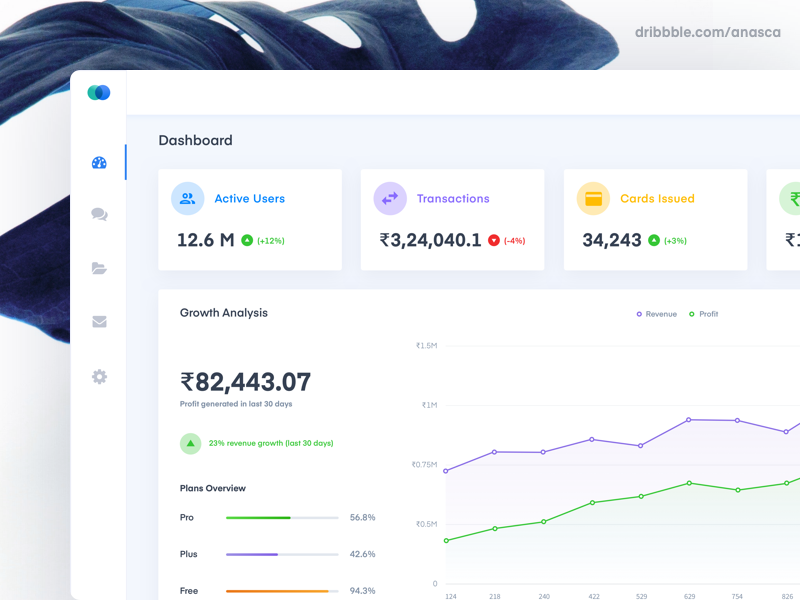 dribbble.com/anasca
Dashboard
Active Users
12.6 M (+12%)
Transactions
₹3,24,040.1 (-4%)
Cards Issued
34,243 (+3%)
₹
₹1
Growth Analysis
Revenue Profit
₹82,443.07
Profit generated in last 30 days
23% revenue growth (last 30 days)
Plans Overview
Pro 56.8%
Plus 42.6%
Free 94.3%
₹1.5M
₹1M
₹0.75M
₹0.5M
0
124 218 240 422 529 629 754 826